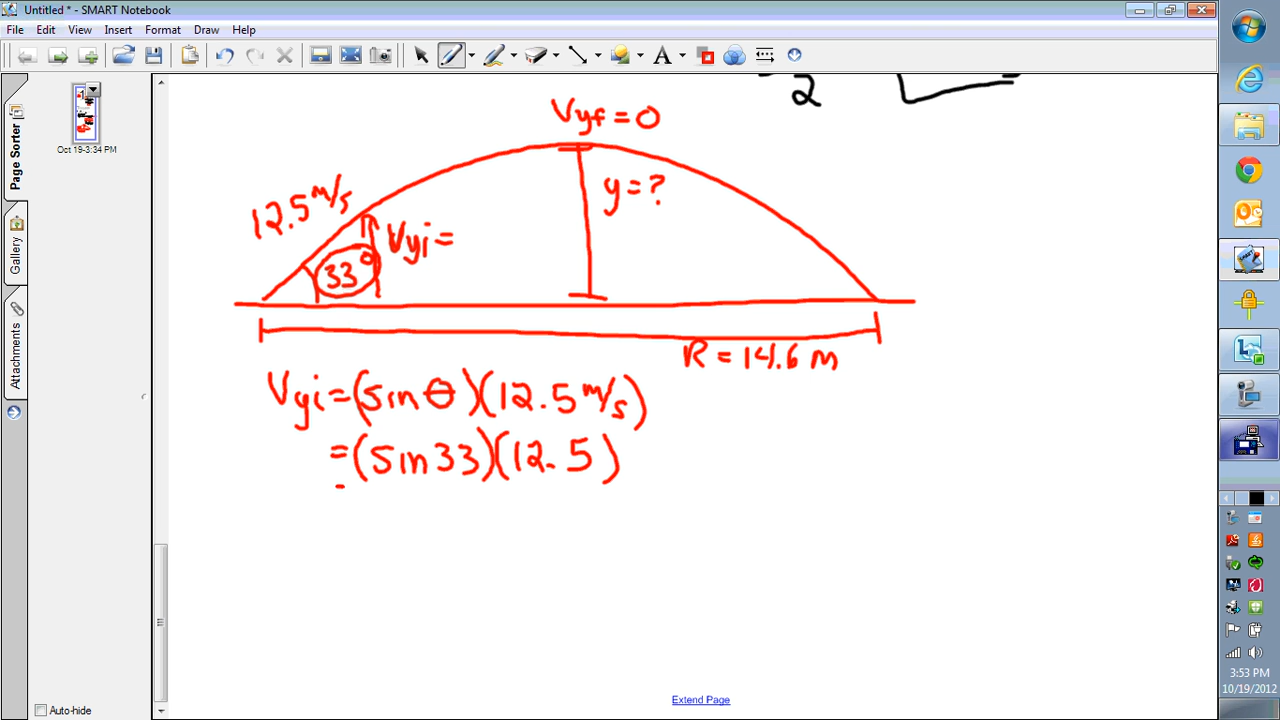 Untitled * - SMART Notebook
File Edit View Insert Format Draw Help
Page Sorter
Gallery
Attachments
Oct 19-3:34 PM
2
Vyf = 0
12.5 m/s
y = ?
Vyi =
33°
R = 14.6 m
Vyi = (sin θ)(12.5 m/s)
= (sin 33)(12.5)
Extend Page
Auto-hide
3:53 PM
10/19/2012